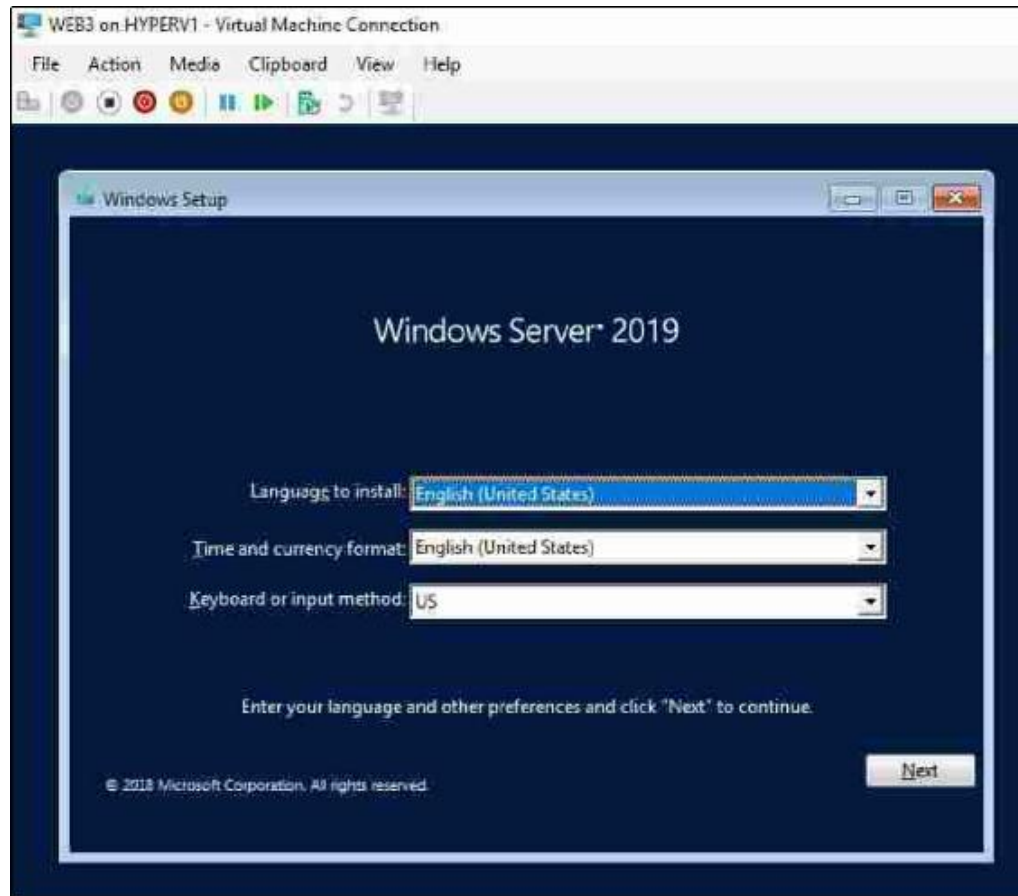 WEB3 on HYPERV1 - Virtual Machine Connection
File Action Media Clipboard View Help
Windows Setup
Windows Server 2019
Language to install: English (United States)
Time and currency format: English (United States)
Keyboard or input method: US
Enter your language and other preferences and click "Next" to continue.
Next
© 2018 Microsoft Corporation. All rights reserved.